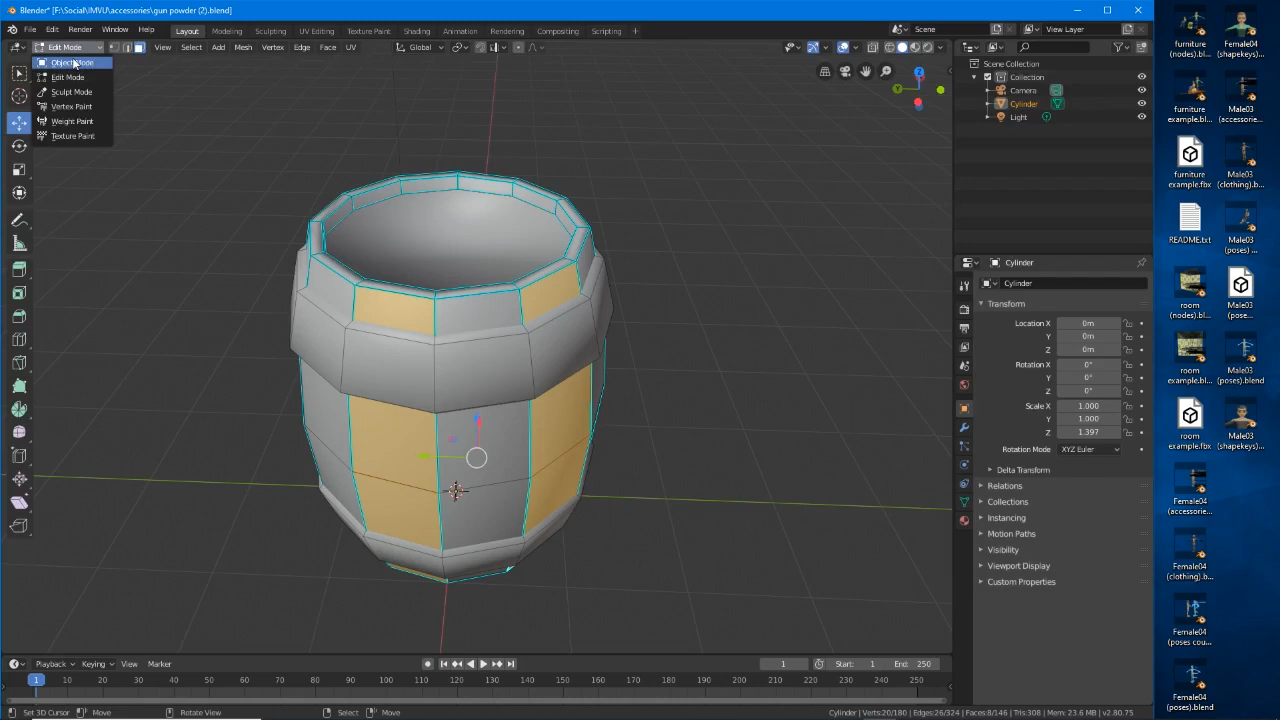 Blender* [F:\Social\IMVU\accessories\gun powder (2).blend]
File Edit Render Window Help Layout Modeling Sculpting UV Editing Texture Paint Shading Animation Rendering Compositing Scripting Scene View Layer
Edit Mode View Select Add Mesh Vertex Edge Face UV Global
Object Mode
Edit Mode
Sculpt Mode
Vertex Paint
Weight Paint
Texture Paint
Z
Y
Scene Collection
Collection
Camera
Cylinder
Light
Cylinder
Cylinder
Transform
Location X 0m
Y 0m
Z 0m
Rotation X 0°
Y 0°
Z 0°
Scale X 1.000
Y 1.000
Z 1.397
Rotation Mode XYZ Euler
Delta Transform
Relations
Collections
Instancing
Motion Paths
Visibility
Viewport Display
Custom Properties
Playback Keying View Marker 1 Start: 1 End: 250
1 10 20 30 40 50 60 70 80 90 100 110 120 130 140 150 160 170 180 190 200 210 220 230 240 250
Set 3D Cursor Move Rotate View Select Move Cylinder | Verts:20/180 | Edges:26/324 | Faces:8/146 | Tris:308 | Mem: 23.6 MB | v2.80.75
furniture
(nodes).bl...
Female04
(shapekeys)...
furniture
example.bl...
Male03
(accessorie...
furniture
example.fbx
Male03
(clothing).b...
README.txt
Male03
(poses) ...
room
(nodes).bl...
Male03
(pose...
room
example.bl...
Male03
(poses).blend
room
example.fbx
Male03
(shapekeys)...
Female04
(accessorie...
Female04
(clothing).b...
Female04
(poses cou...
Female04
(poses).blend